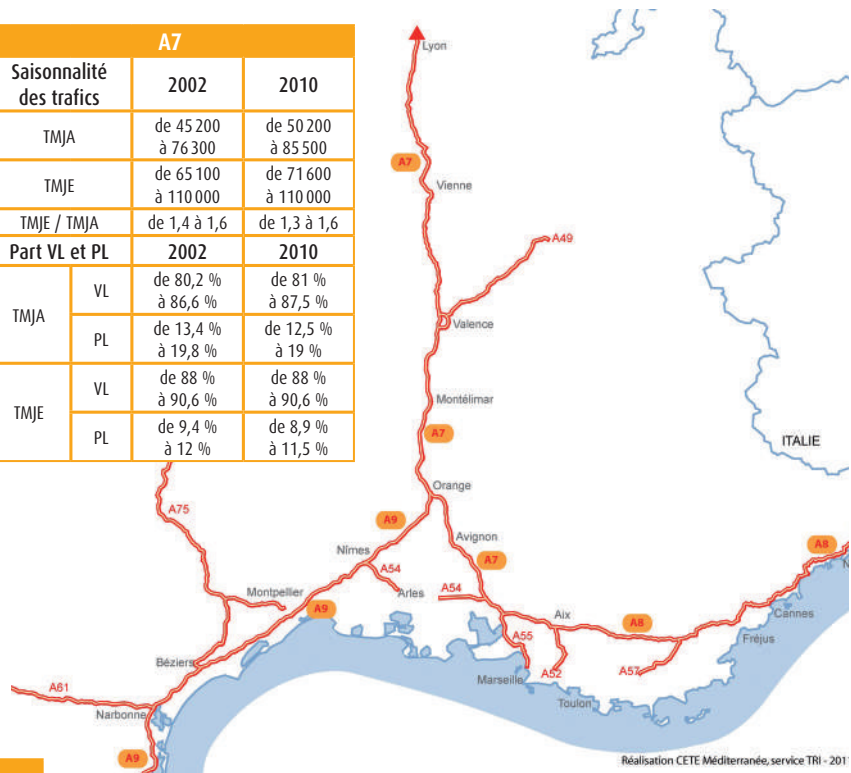 A7
Saisonnalité
des trafics
2002
2010
TMJA
de 45 200
à 76 300
de 50 200
à 85 500
TMJE
de 65 100
à 110 000
de 71 600
à 110 000
TMJE / TMJA
de 1,4 à 1,6
de 1,3 à 1,6
Part VL et PL
2002
2010
TMJA
VL
de 80,2 %
à 86,6 %
de 81 %
à 87,5 %
PL
de 13,4 %
à 19,8 %
de 12,5 %
à 19 %
TMJE
VL
de 88 %
à 90,6 %
de 88 %
à 90,6 %
PL
de 9,4 %
à 12 %
de 8,9 %
à 11,5 %
Lyon
A7
Vienne
A49
Valence
Montélimar
A7
ITALIE
Orange
A75
A9
Avignon
Nîmes
A7
A8
A54
Montpellier
Arles
A54
A9
Aix
A8
Cannes
A55
Fréjus
Béziers
Marseille
A52
A57
A61
Toulon
Narbonne
A9
Réalisation CETE Méditerranée, service TRI - 2011